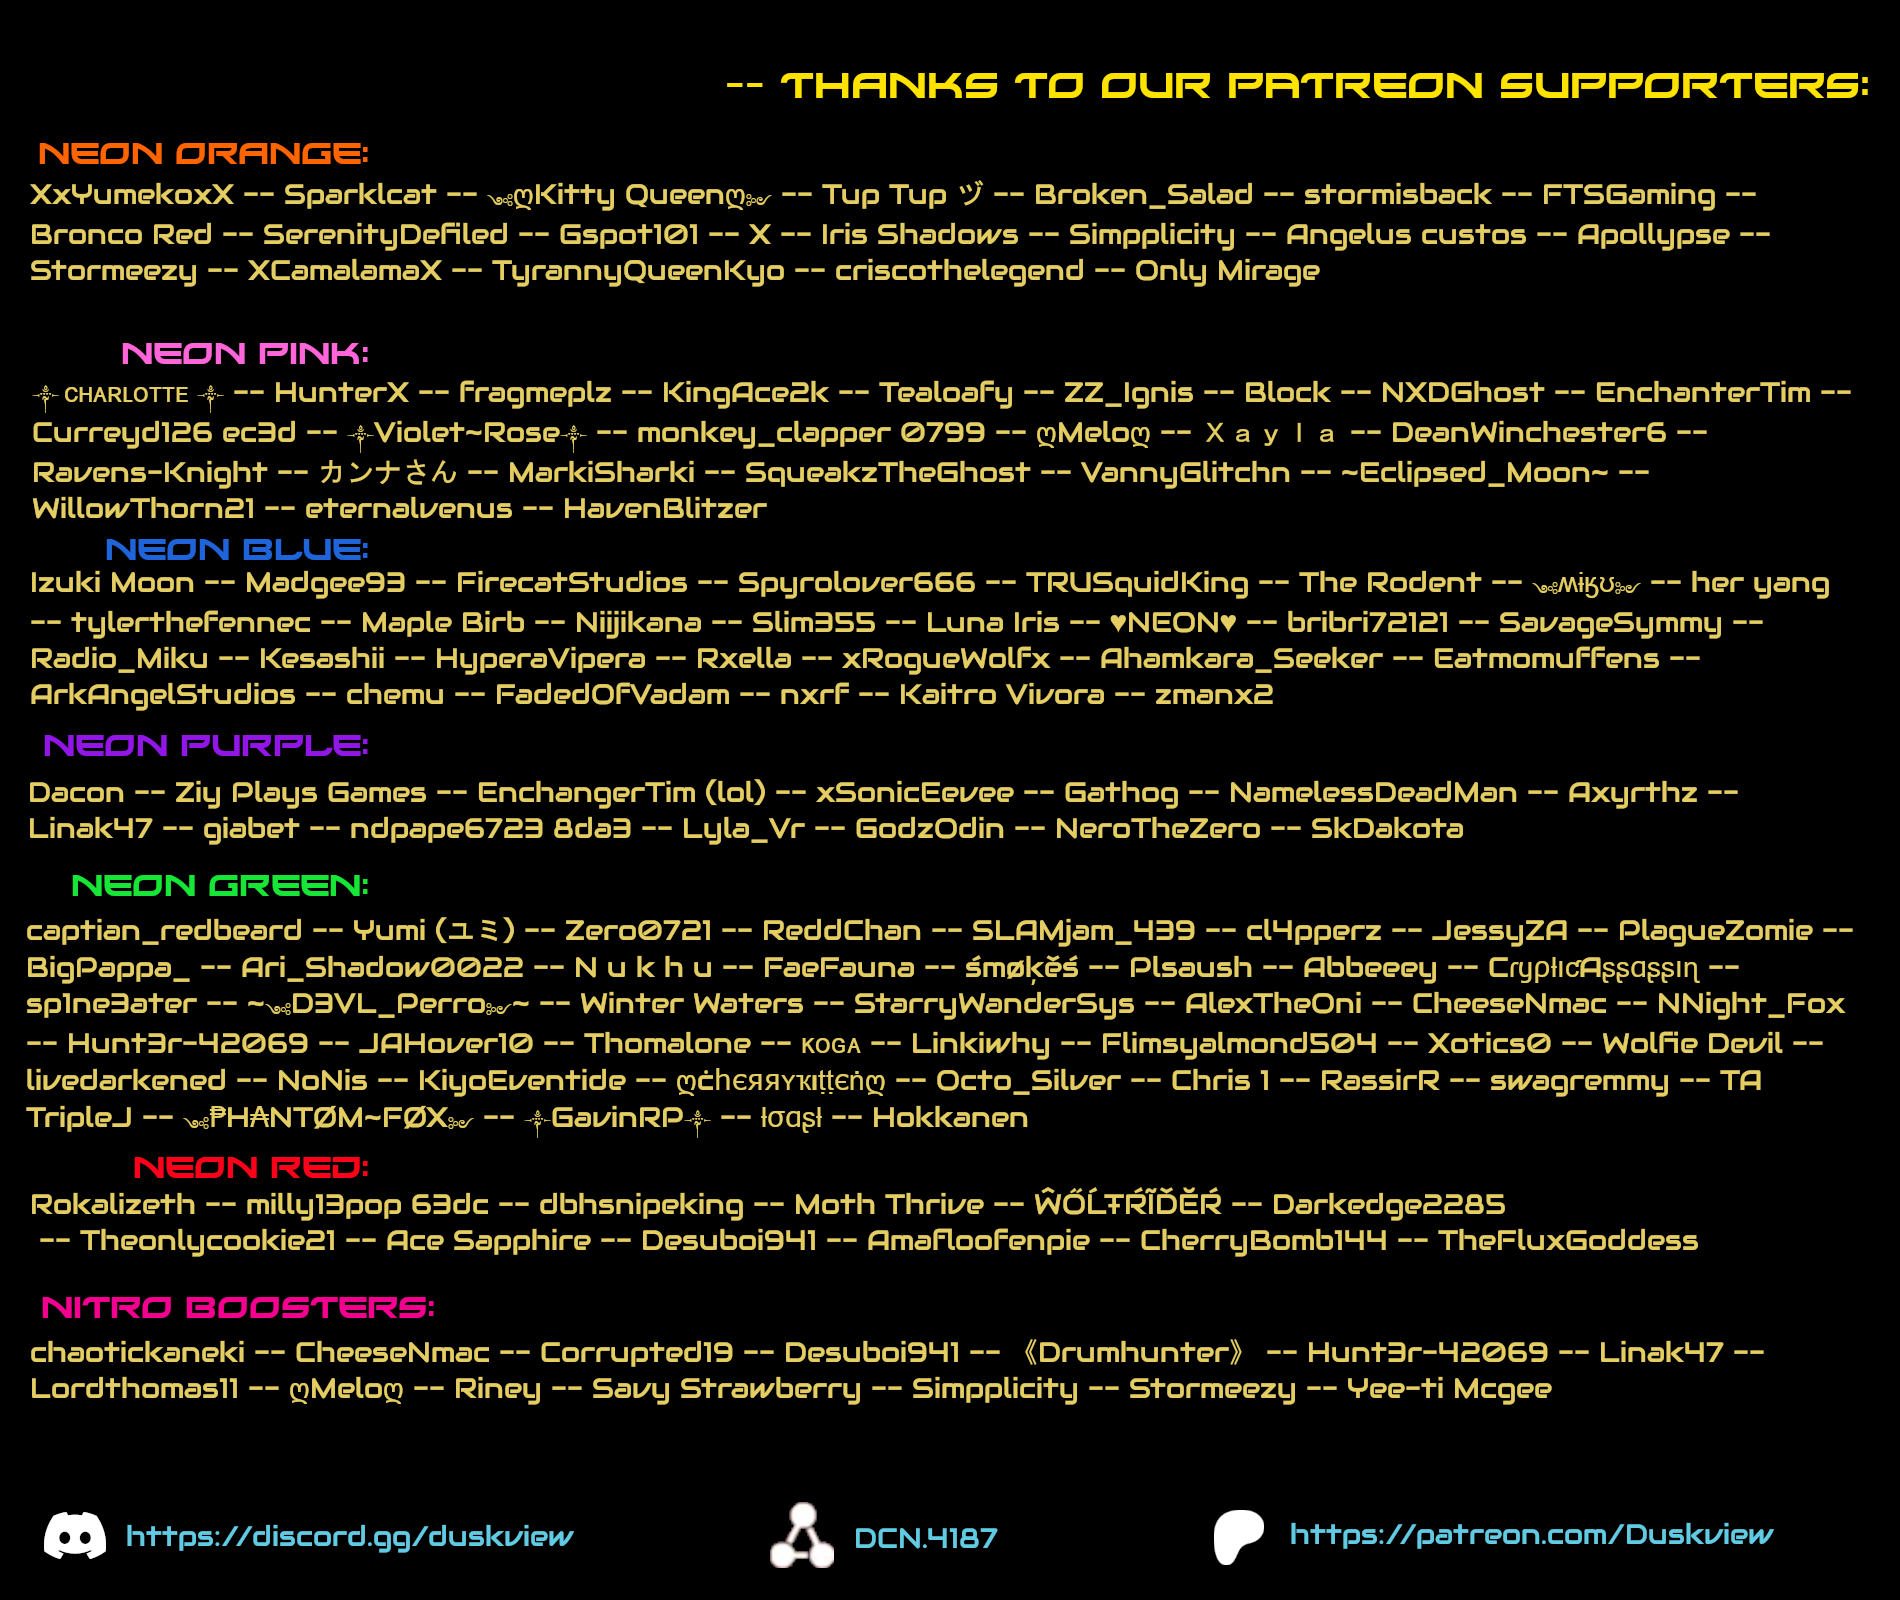 -- THANKS TO OUR PATREON SUPPORTERS:
NEON ORANGE:
XxYumekoxX -- Sparklcat -- ༺ღKitty Queenღ༻ -- Tup Tup ヅ -- Broken_Salad -- stormisback -- FTSGaming --
Bronco Red -- SerenityDefiled -- Gspot101 -- X -- Iris Shadows -- Simpplicity -- Angelus custos -- Apollypse --
Stormeezy -- XCamalamaX -- TyrannyQueenKyo -- criscothelegend -- Only Mirage
NEON PINK:
༒ ᴄʜᴀʀʟᴏᴛᴛᴇ ༒ -- HunterX -- fragmeplz -- KingAce2k -- Tealoafy -- ZZ_Ignis -- Block -- NXDGhost -- EnchanterTim --
Curreyd126 ec3d -- ༒Violet~Rose༒ -- monkey_clapper 0799 -- ღMeloღ -- Ｘａｙｌａ -- DeanWinchester6 --
Ravens-Knight -- カンナさん -- MarkiSharki -- SqueakzTheGhost -- VannyGlitchn -- ~Eclipsed_Moon~ --
WillowThorn21 -- eternalvenus -- HavenBlitzer
NEON BLUE:
Izuki Moon -- Madgee93 -- FirecatStudios -- Spyrolover666 -- TRUSquidKing -- The Rodent -- ༺ʍɨӄʊ༻ -- her yang
-- tylerthefennec -- Maple Birb -- Niijikana -- Slim355 -- Luna Iris -- ♥NEON♥ -- bribri72121 -- SavageSymmy --
Radio_Miku -- Kesashii -- HyperaVipera -- Rxella -- xRogueWolfx -- Ahamkara_Seeker -- Eatmomuffens --
ArkAngelStudios -- chemu -- FadedOfVadam -- nxrf -- Kaitro Vivora -- zmanx2
NEON PURPLE:
Dacon -- Ziy Plays Games -- EnchangerTim (lol) -- xSonicEevee -- Gathog -- NamelessDeadMan -- Axyrthz --
Linak47 -- giabet -- ndpape6723 8da3 -- Lyla_Vr -- GodzOdin -- NeroTheZero -- SkDakota
NEON GREEN:
captian_redbeard -- Yumi (ユミ) -- Zero0721 -- ReddChan -- SLAMjam_439 -- cl4pperz -- JessyZA -- PlagueZomie --
BigPappa_ -- Ari_Shadow0022 -- N u k h u -- FaeFauna -- śmøķěś -- Plsaush -- Abbeeey -- Cɾყρƚιƈ​Aʂʂαʂʂιɳ --
sp1ne3ater -- ~༺D3VL_Perro༻~ -- Winter Waters -- StarryWanderSys -- AlexTheOni -- CheeseNmac -- NNight_Fox
-- Hunt3r-42069 -- JAHover10 -- Thomalone -- ᴋᴏɢᴀ -- Linkiwhy -- Flimsyalmond504 -- Xotics0 -- Wolfie Devil --
livedarkened -- NoNis -- KiyoEventide -- ღċһєяяʏҡıṭṭєṅღ -- Octo_Silver -- Chris 1 -- RassirR -- swagremmy -- TA
TripleJ -- ༺₱H₳NTØM~FØX༻ -- ༒GavinRP༒ -- ƚσαʂƚ -- Hokkanen
NEON RED:
Rokalizeth -- milly13pop 63dc -- dbhsnipeking -- Moth Thrive -- ŴŐĹŦŔĨĎĔŔ -- Darkedge2285
-- Theonlycookie21 -- Ace Sapphire -- Desuboi941 -- Amafloofenpie -- CherryBomb144 -- TheFluxGoddess
NITRO BOOSTERS:
chaotickaneki -- CheeseNmac -- Corrupted19 -- Desuboi941 -- 《Drumhunter》 -- Hunt3r-42069 -- Linak47 --
Lordthomas11 -- ღMeloღ -- Riney -- Savy Strawberry -- Simpplicity -- Stormeezy -- Yee-ti Mcgee
https://discord.gg/duskview
DCN.4187
https://patreon.com/Duskview